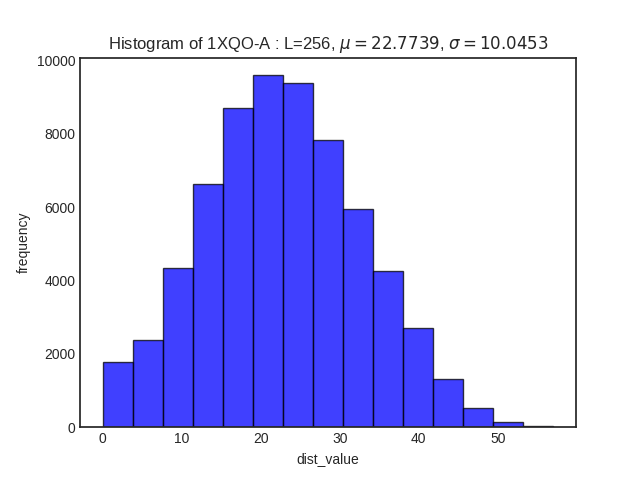 Histogram of 1XQO-A : L=256, μ = 22.7739, σ = 10.0453
10000
8000
6000
4000
2000
0
frequency
0 10 20 30 40 50
dist_value